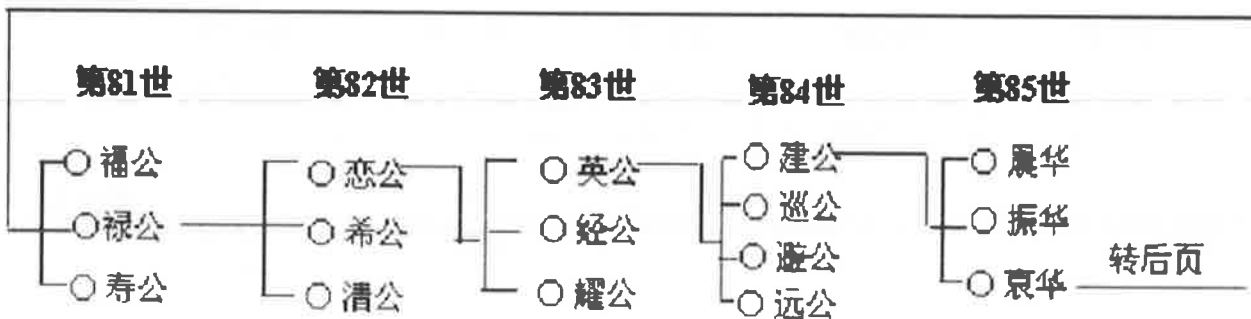 第81世 第82世 第83世 第84世 第85世
○福公 ○恋公 ○英公 ○建公 ○晨华
○巡公
○禄公 ○希公 ○经公 ○振华
○避公 转后页
○寿公 ○清公 ○耀公 ○远公 ○哀华